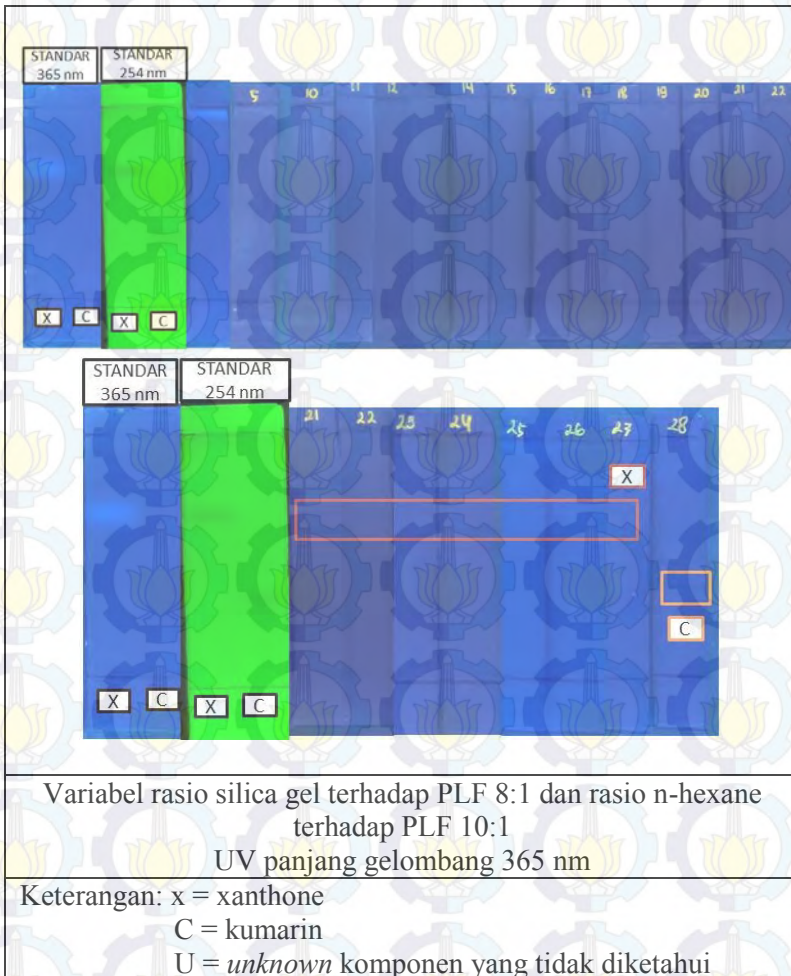 STANDAR STANDAR
365 nm 254 nm
5 10 11 12 14 15 16 17 18 19 20 21 22
X C X C
STANDAR STANDAR
365 nm 254 nm
21 22 23 24 25 26 27 28
X
C
X C X C
Variabel rasio silica gel terhadap PLF 8:1 dan rasio n-hexane
terhadap PLF 10:1
UV panjang gelombang 365 nm
Keterangan: x = xanthone
C = kumarin
U = unknown komponen yang tidak diketahui